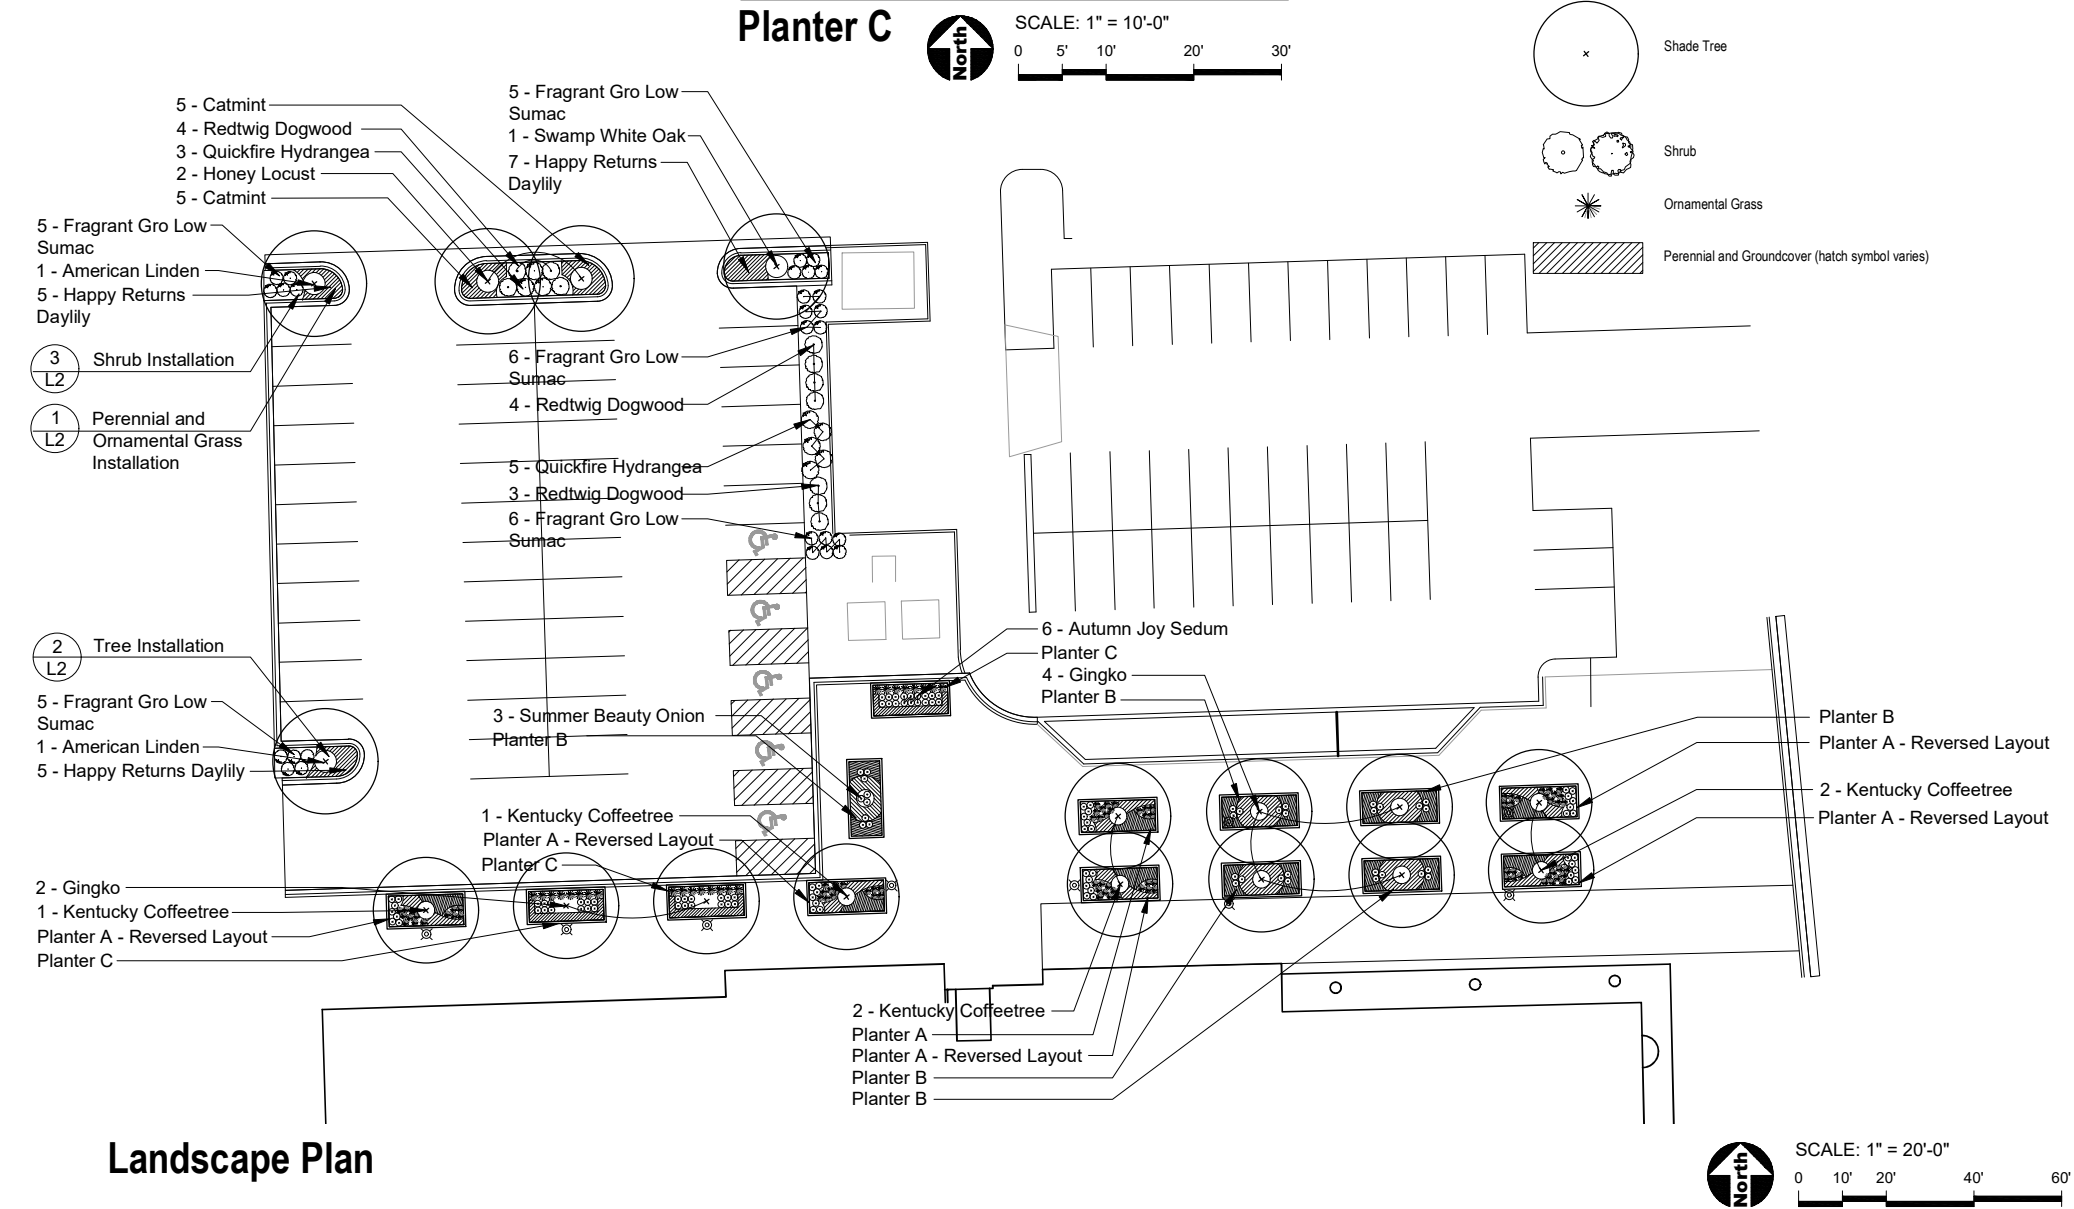 Planter C
North
SCALE: 1" = 10'-0"
0 5' 10' 20' 30'
Shade Tree
Shrub
Ornamental Grass
Perennial and Groundcover (hatch symbol varies)
5 - Catmint
4 - Redtwig Dogwood
3 - Quickfire Hydrangea
2 - Honey Locust
5 - Catmint
5 - Fragrant Gro Low
Sumac
1 - Swamp White Oak
7 - Happy Returns
Daylily
5 - Fragrant Gro Low
Sumac
1 - American Linden
5 - Happy Returns
Daylily
3
L2
Shrub Installation
1
L2
Perennial and
Ornamental Grass
Installation
6 - Fragrant Gro Low
Sumac
4 - Redtwig Dogwood
5 - Quickfire Hydrangea
3 - Redtwig Dogwood
6 - Fragrant Gro Low
Sumac
2
L2
Tree Installation
5 - Fragrant Gro Low
Sumac
1 - American Linden
5 - Happy Returns Daylily
6 - Autumn Joy Sedum
Planter C
4 - Gingko
Planter B
3 - Summer Beauty Onion
Planter B
Planter B
Planter A - Reversed Layout
2 - Kentucky Coffeetree
Planter A - Reversed Layout
1 - Kentucky Coffeetree
Planter A - Reversed Layout
Planter C
2 - Gingko
1 - Kentucky Coffeetree
Planter A - Reversed Layout
Planter C
2 - Kentucky Coffeetree
Planter A
Planter A - Reversed Layout
Planter B
Planter B
Landscape Plan
North
SCALE: 1" = 20'-0"
0 10' 20' 40' 60'